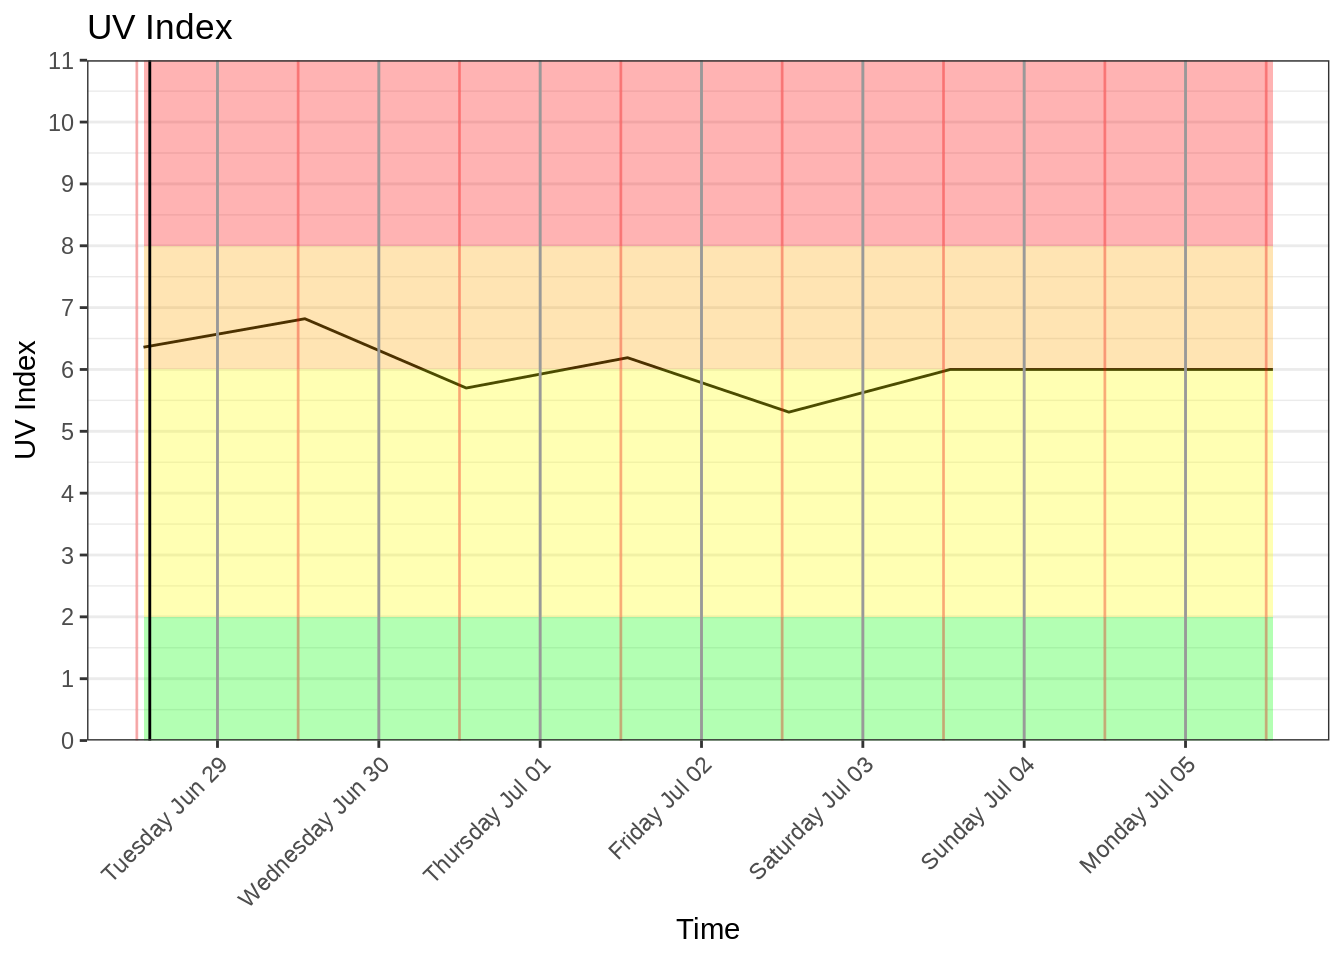 UV Index
UV Index
11
10
9
8
7
6
5
4
3
2
1
0
Tuesday Jun 29
Wednesday Jun 30
Thursday Jul 01
Friday Jul 02
Saturday Jul 03
Sunday Jul 04
Monday Jul 05
Time